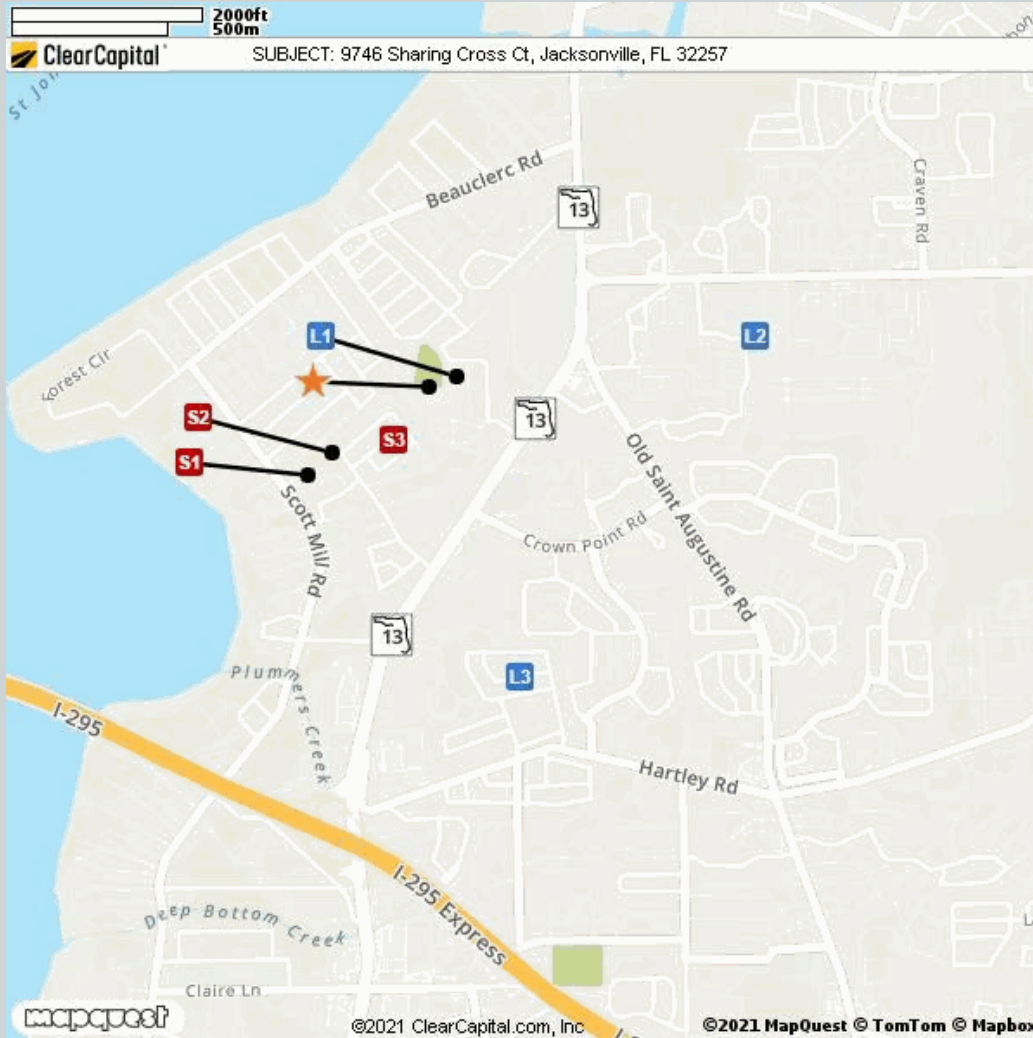 2000ft
500m
ClearCapital
SUBJECT: 9746 Sharing Cross Ct, Jacksonville, FL 32257
Beauclerc Rd
13
Craven Rd
L1
L2
Forest Cir
S2
13
S3
S1
Old Saint Augustine Rd
Scott Mill Rd
Crown Point Rd
13
Plummers Creek
L3
I-295
Hartley Rd
I-295 Express
Deep Bottom Creek
Claire Ln
mapquest
©2021 ClearCapital.com, Inc
©2021 MapQuest © TomTom © Mapbox